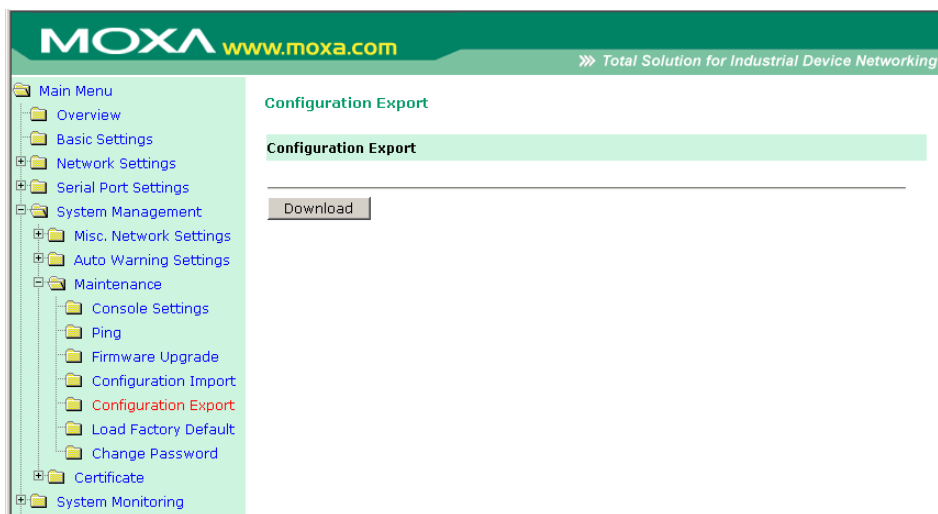 MOXA www.moxa.com
Total Solution for Industrial Device Networking
Main Menu
Overview
Basic Settings
Network Settings
Serial Port Settings
System Management
Misc. Network Settings
Auto Warning Settings
Maintenance
Console Settings
Ping
Firmware Upgrade
Configuration Import
Configuration Export
Load Factory Default
Change Password
Certificate
System Monitoring
Configuration Export
Configuration Export
Download